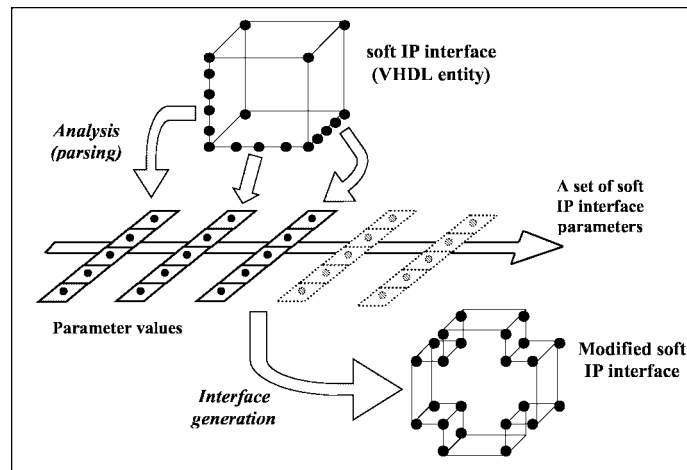 soft IP interface
(VHDL entity)
Analysis
(parsing)
A set of soft
IP interface
parameters
Parameter values
Modified soft
IP interface
Interface
generation